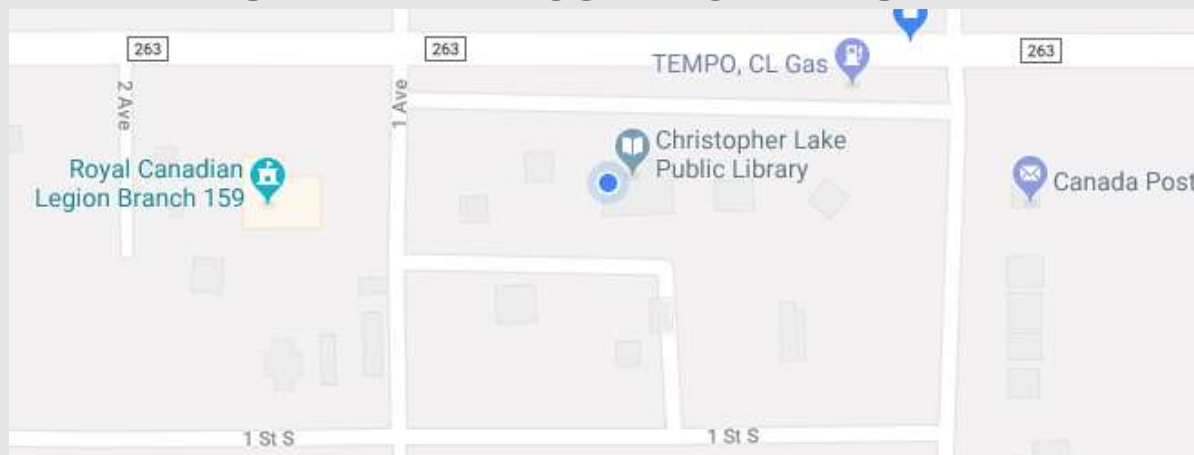 263
263
263
TEMPO, CL Gas
2 Ave
1 Ave
Christopher Lake
Public Library
Royal Canadian
Legion Branch 159
Canada Post
1 St S
1 St S